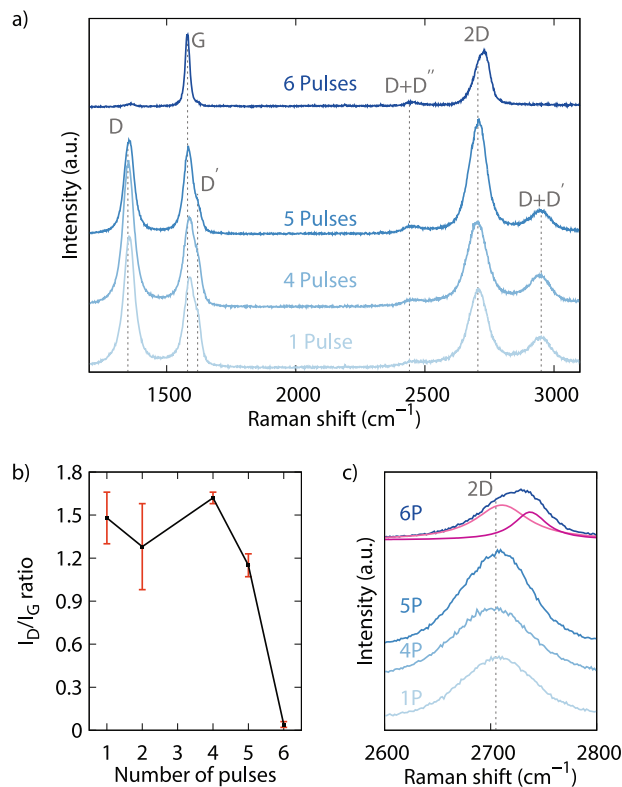 a)
G
2D
6 Pulses
D+D″
D
D′
D+D′
5 Pulses
4 Pulses
1 Pulse
Intensity (a.u.)
1500 2000 2500 3000
Raman shift (cm⁻¹)
b)
1.8
1.5
1.2
0.9
0.6
0.3
0
I_D/I_G ratio
1 2 3 4 5 6
Number of pulses
c)
2D
6P
5P
4P
1P
Intensity (a.u.)
2600 2700 2800
Raman shift (cm⁻¹)